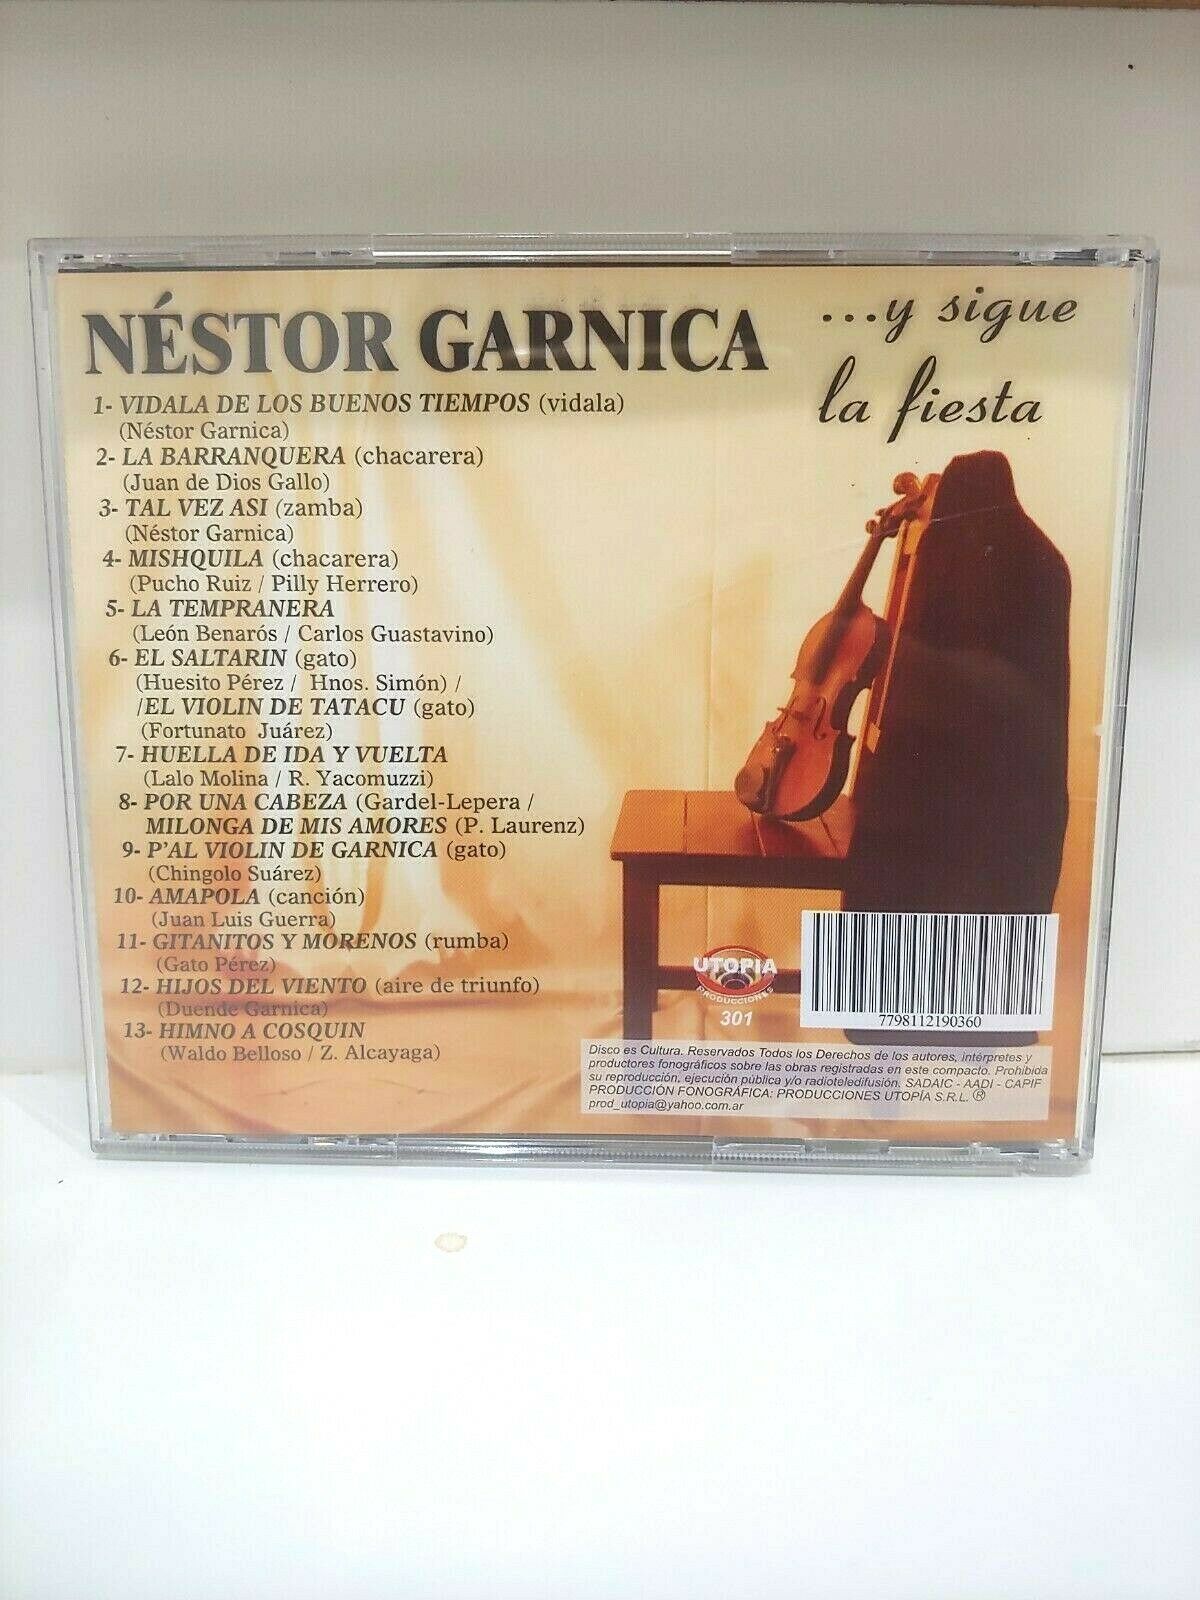 NÉSTOR GARNICA
...y sigue
la fiesta
1- VIDALA DE LOS BUENOS TIEMPOS (vidala)
(Néstor Garnica)
2- LA BARRANQUERA (chacarera)
(Juan de Dios Gallo)
3- TAL VEZ ASI (zamba)
(Néstor Garnica)
4- MISHQUILA (chacarera)
(Pucho Ruiz / Pilly Herrero)
5- LA TEMPRANERA
(León Benarós / Carlos Guastavino)
6- EL SALTARIN (gato)
(Huesito Pérez / Hnos. Simón) /
/EL VIOLIN DE TATACU (gato)
(Fortunato Juárez)
7- HUELLA DE IDA Y VUELTA
(Lalo Molina / R. Yacomuzzi)
8- POR UNA CABEZA (Gardel-Lepera /
MILONGA DE MIS AMORES (P. Laurenz)
9- P'AL VIOLIN DE GARNICA (gato)
(Chingolo Suárez)
10- AMAPOLA (canción)
(Juan Luis Guerra)
11- GITANITOS Y MORENOS (rumba)
(Gato Pérez)
12- HIJOS DEL VIENTO (aire de triunfo)
(Duende Garnica)
13- HIMNO A COSQUIN
(Waldo Belloso / Z. Alcayaga)
UTOPIA
PRODUCCIONES
301
7798112190360
Disco es Cultura. Reservados Todos los Derechos de los autores, intérpretes y
productores fonográficos sobre las obras registradas en este compacto. Prohibida
su reproducción, ejecución pública y/o radioteledifusión. SADAIC - AADI - CAPIF
PRODUCCIÓN FONOGRÁFICA: PRODUCCIONES UTOPÍA S.R.L. ®
prod_utopia@yahoo.com.ar